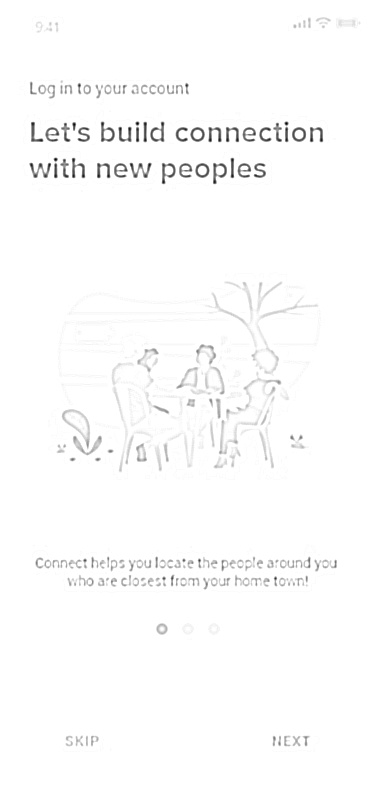 9:41
Log in to your account
Let's build connection
with new peoples
Connect helps you locate the people around you
who are closest from your home town!
SKIP
NEXT